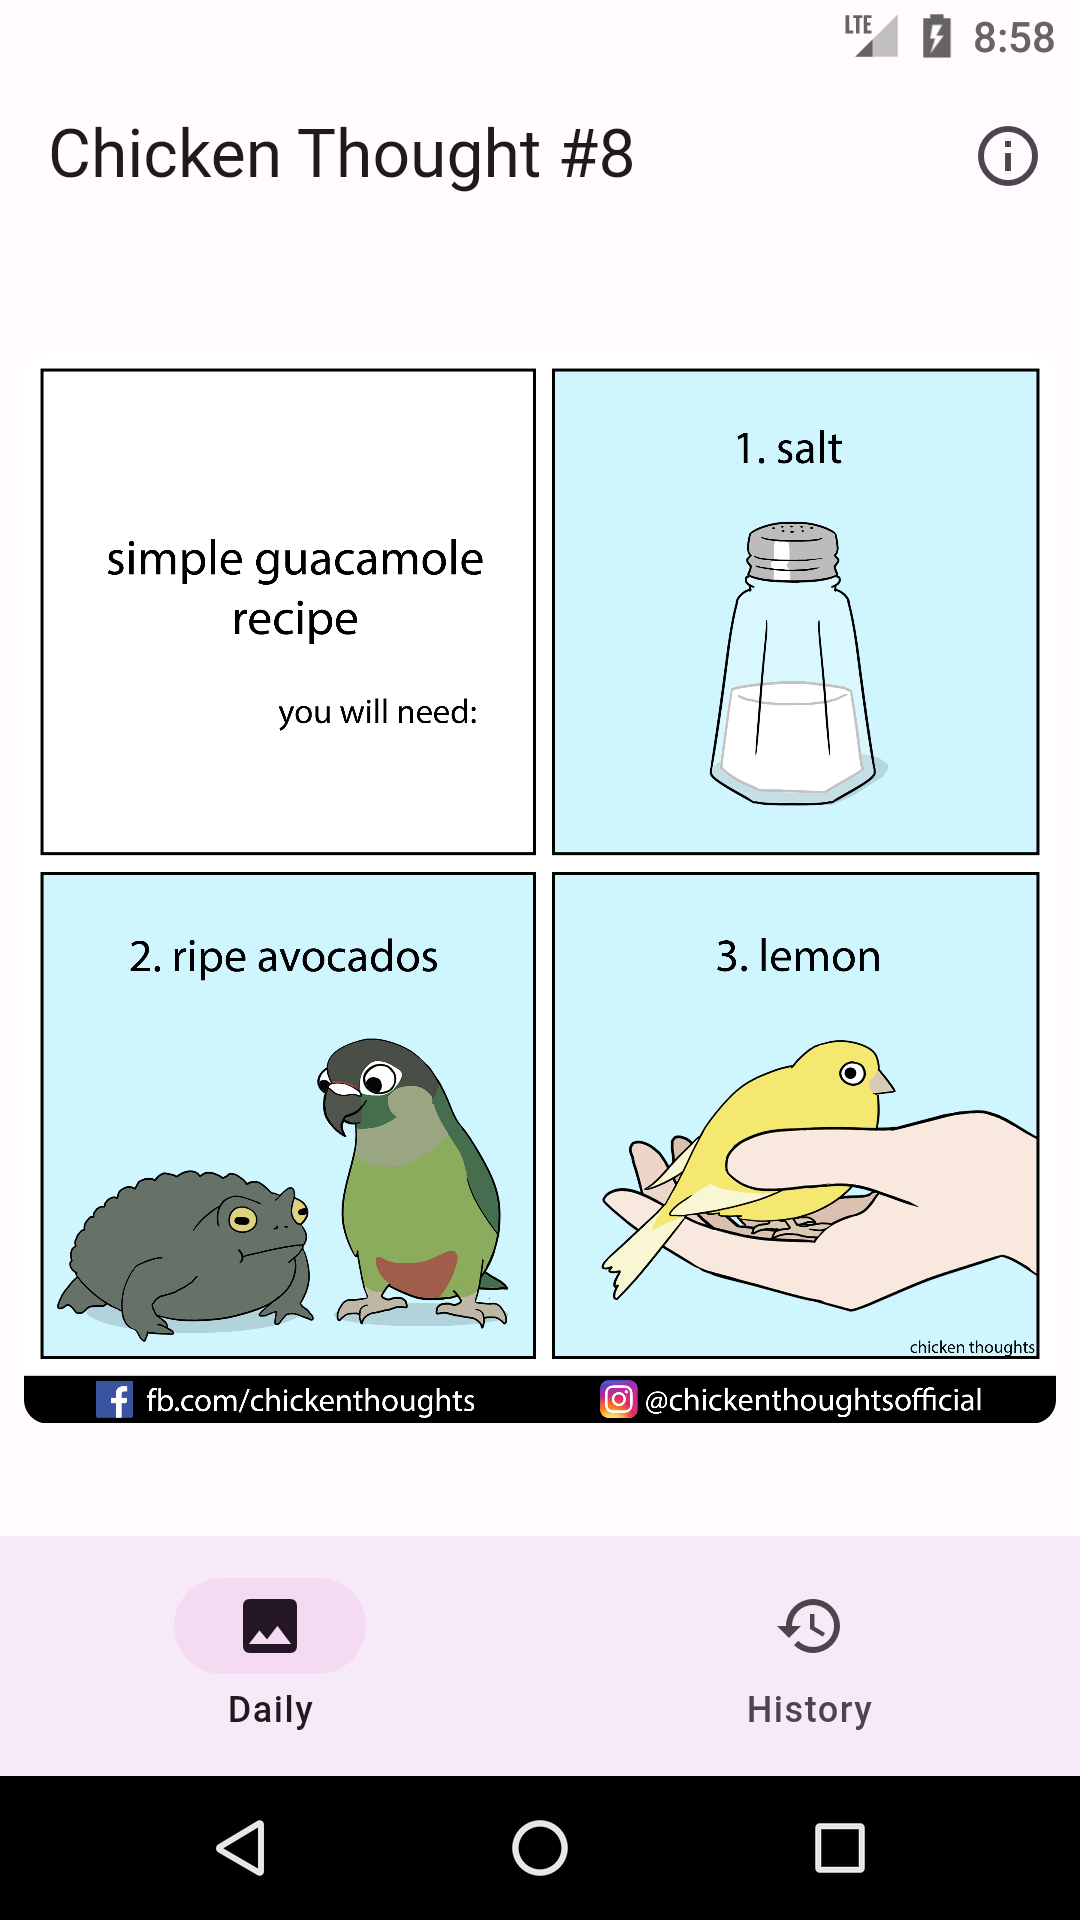 LTE 8:58
Chicken Thought #8
simple guacamole
recipe
you will need:
1. salt
2. ripe avocados
3. lemon
chicken thoughts
fb.com/chickenthoughts
@chickenthoughtsofficial
Daily
History